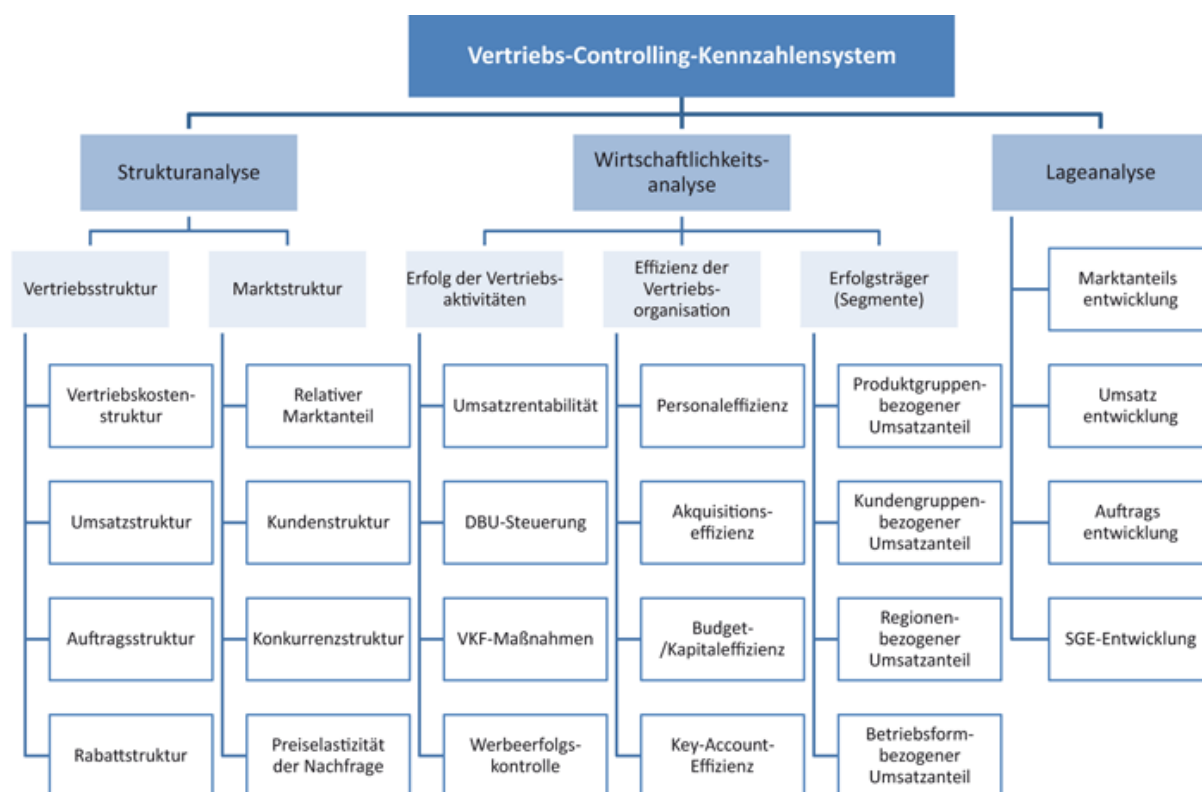 Vertriebs-Controlling-Kennzahlensystem
Strukturanalyse
Wirtschaftlichkeits-
analyse
Lageanalyse
Vertriebsstruktur
Marktstruktur
Erfolg der Vertriebs-
aktivitäten
Effizienz der
Vertriebs-
organisation
Erfolgsträger
(Segmente)
Vertriebskosten-
struktur
Umsatzstruktur
Auftragsstruktur
Rabattstruktur
Relativer
Marktanteil
Kundenstruktur
Konkurrenzstruktur
Preiselastizität
der Nachfrage
Umsatzrentabilität
DBU-Steuerung
VKF-Maßnahmen
Werbeerfolgs-
kontrolle
Personaleffizienz
Akquisitions-
effizienz
Budget-
/Kapitaleffizienz
Key-Account-
Effizienz
Produktgruppen-
bezogener
Umsatzanteil
Kundengruppen-
bezogener
Umsatzanteil
Regionen-
bezogener
Umsatzanteil
Betriebsform-
bezogener
Umsatzanteil
Marktanteils
entwicklung
Umsatz
entwicklung
Auftrags
entwicklung
SGE-Entwicklung